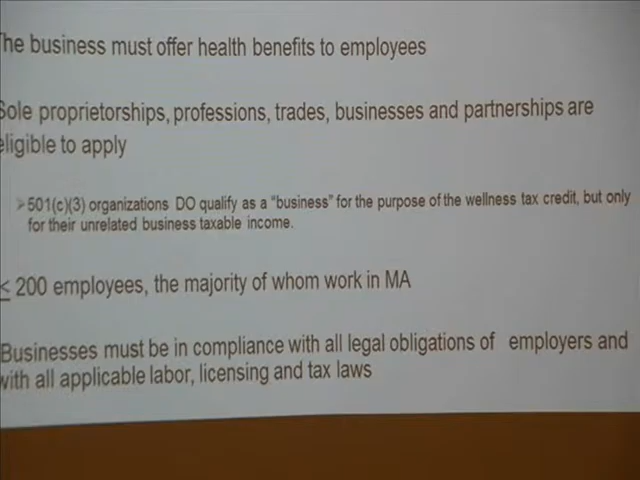 The business must offer health benefits to employees
Sole proprietorships, professions, trades, businesses and partnerships are
eligible to apply
➢501(c)(3) organizations DO qualify as a "business" for the purpose of the wellness tax credit, but only
for their unrelated business taxable income.
≤ 200 employees, the majority of whom work in MA
Businesses must be in compliance with all legal obligations of employers and
with all applicable labor, licensing and tax laws